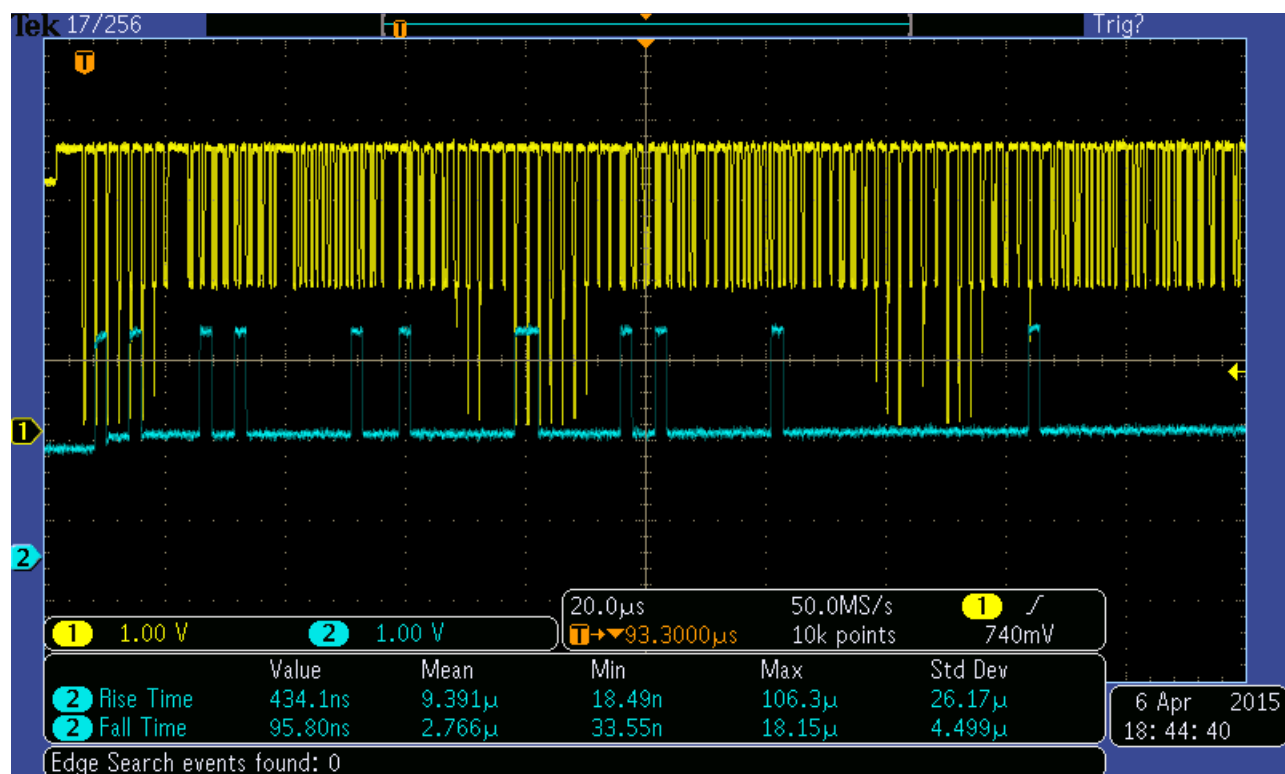 Tek 17/256 Trig?
T
T
1
2
1 1.00 V 2 1.00 V
20.0µs 50.0MS/s 1
T→▼93.3000µs 10k points 740mV
Value Mean Min Max Std Dev
2 Rise Time 434.1ns 9.391µ 18.49n 106.3µ 26.17µ
2 Fall Time 95.80ns 2.766µ 33.55n 18.15µ 4.499µ
6 Apr 2015
18:44:40
Edge Search events found: 0